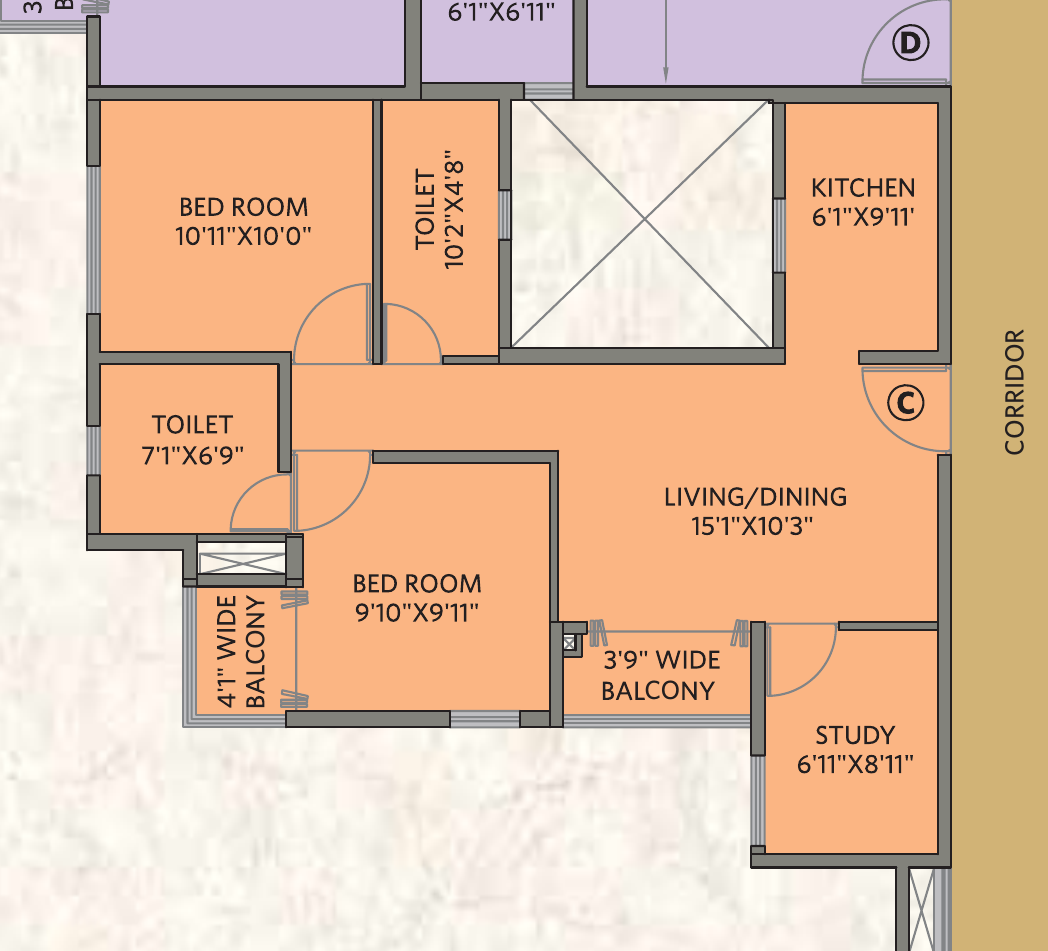 3
B
6'1"X6'11"
D
BED ROOM
10'11"X10'0"
TOILET
10'2"X4'8"
KITCHEN
6'1"X9'11'
CORRIDOR
C
TOILET
7'1"X6'9"
LIVING/DINING
15'1"X10'3"
BED ROOM
9'10"X9'11"
4'1" WIDE
BALCONY
3'9" WIDE
BALCONY
STUDY
6'11"X8'11"